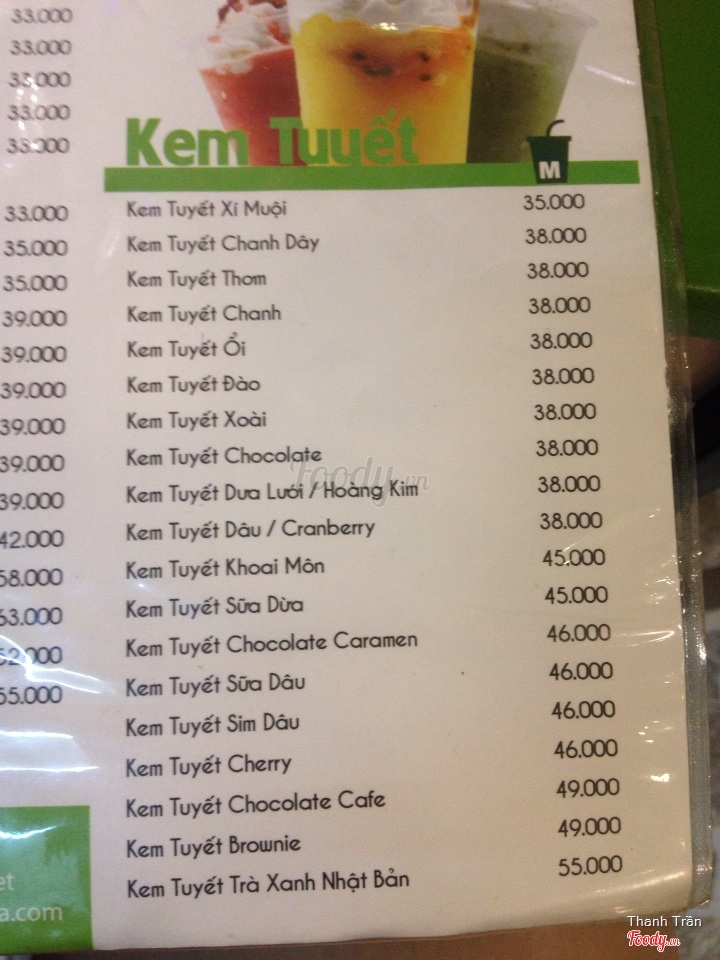 33.000
33.000
33.000
33.000
33.000
33.000
35.000
35.000
39.000
39.000
39.000
39.000
39.000
39.000
42.000
58.000
63.000
62.000
55.000
et
a.com
Kem Tuyết
M
Kem Tuyết Xí Muội 35.000
Kem Tuyết Chanh Dây 38.000
Kem Tuyết Thơm 38.000
Kem Tuyết Chanh 38.000
Kem Tuyết Ổi 38.000
Kem Tuyết Đào 38.000
Kem Tuyết Xoài 38.000
Kem Tuyết Chocolate 38.000
Kem Tuyết Dưa Lưới / Hoàng Kim 38.000
Kem Tuyết Dâu / Cranberry 38.000
Kem Tuyết Khoai Môn 45.000
Kem Tuyết Sữa Dừa 45.000
Kem Tuyết Chocolate Caramen 46.000
Kem Tuyết Sữa Dâu 46.000
Kem Tuyết Sim Dâu 46.000
Kem Tuyết Cherry 46.000
Kem Tuyết Chocolate Cafe 49.000
Kem Tuyết Brownie 49.000
Kem Tuyết Trà Xanh Nhật Bản 55.000
Foody.vn
Thanh Trần
Foody.vn